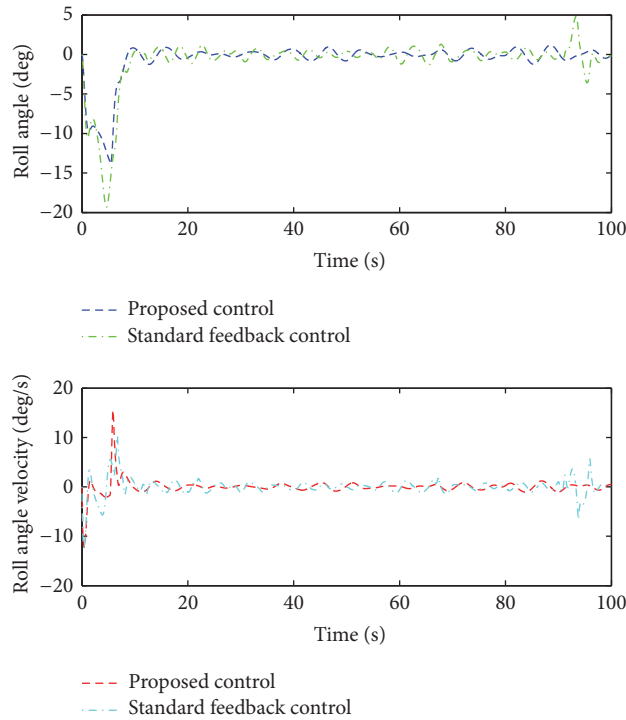 5
0
−5
−10
−15
−20
Roll angle (deg)
0 20 40 60 80 100
Time (s)
Proposed control
Standard feedback control
20
10
0
−10
−20
Roll angle velocity (deg/s)
0 20 40 60 80 100
Time (s)
Proposed control
Standard feedback control